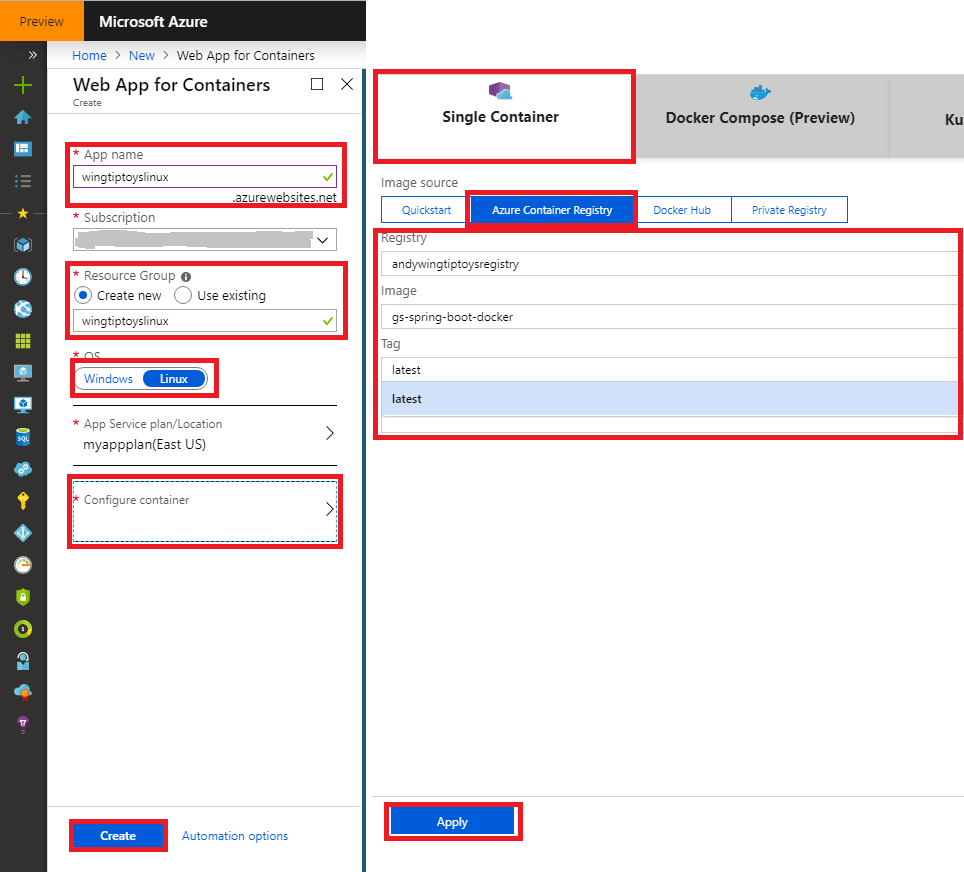 Preview
Microsoft Azure
Home > New > Web App for Containers
Web App for Containers
Create
* App name
wingtiptoyslinux
.azurewebsites.net
* Subscription
* Resource Group
Create new Use existing
wingtiptoyslinux
* OS
Windows Linux
* App Service plan/Location
myappplan(East US)
* Configure container
Create Automation options
Single Container
Docker Compose (Preview)
Ku
Image source
Quickstart Azure Container Registry Docker Hub Private Registry
Registry
andywingtiptoysregistry
Image
gs-spring-boot-docker
Tag
latest
latest
Apply